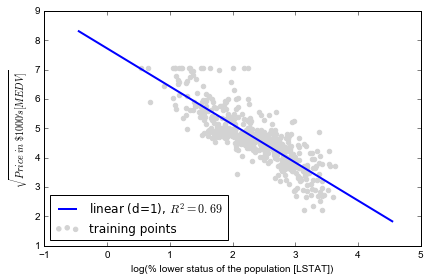 9
8
7
6
5
4
3
2
1
√Price in $1000's[MEDV]
linear (d=1), R² = 0.69
training points
−1 0 1 2 3 4 5
log(% lower status of the population [LSTAT])